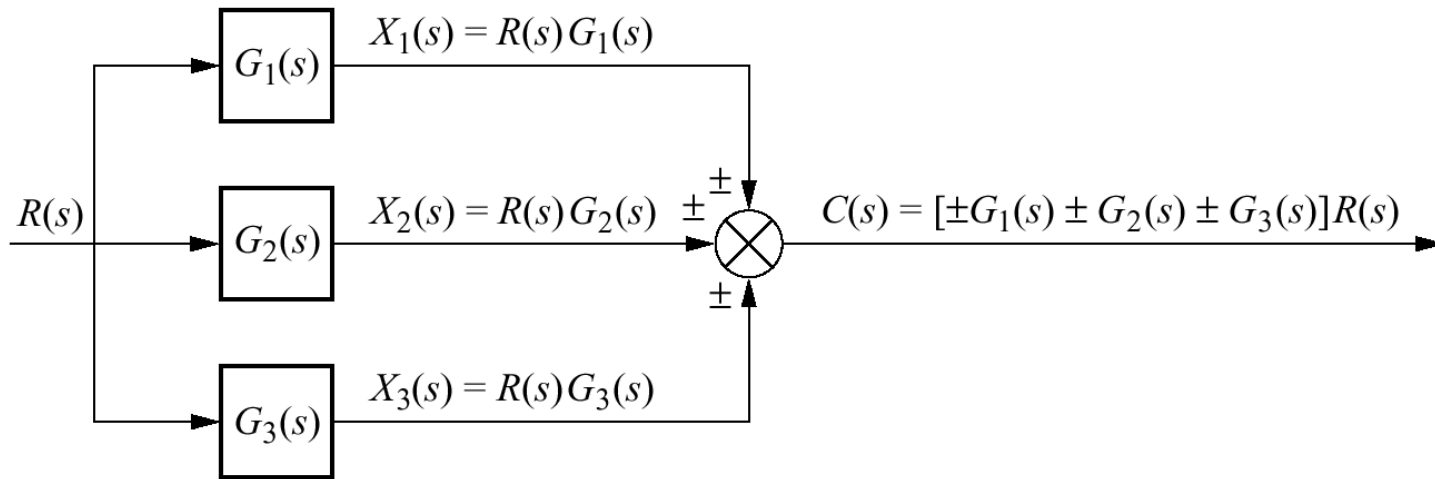 G₁(s)
X₁(s) = R(s)G₁(s)
±
R(s)
G₂(s)
X₂(s) = R(s)G₂(s)
±
C(s) = [±G₁(s) ± G₂(s) ± G₃(s)]R(s)
±
G₃(s)
X₃(s) = R(s)G₃(s)